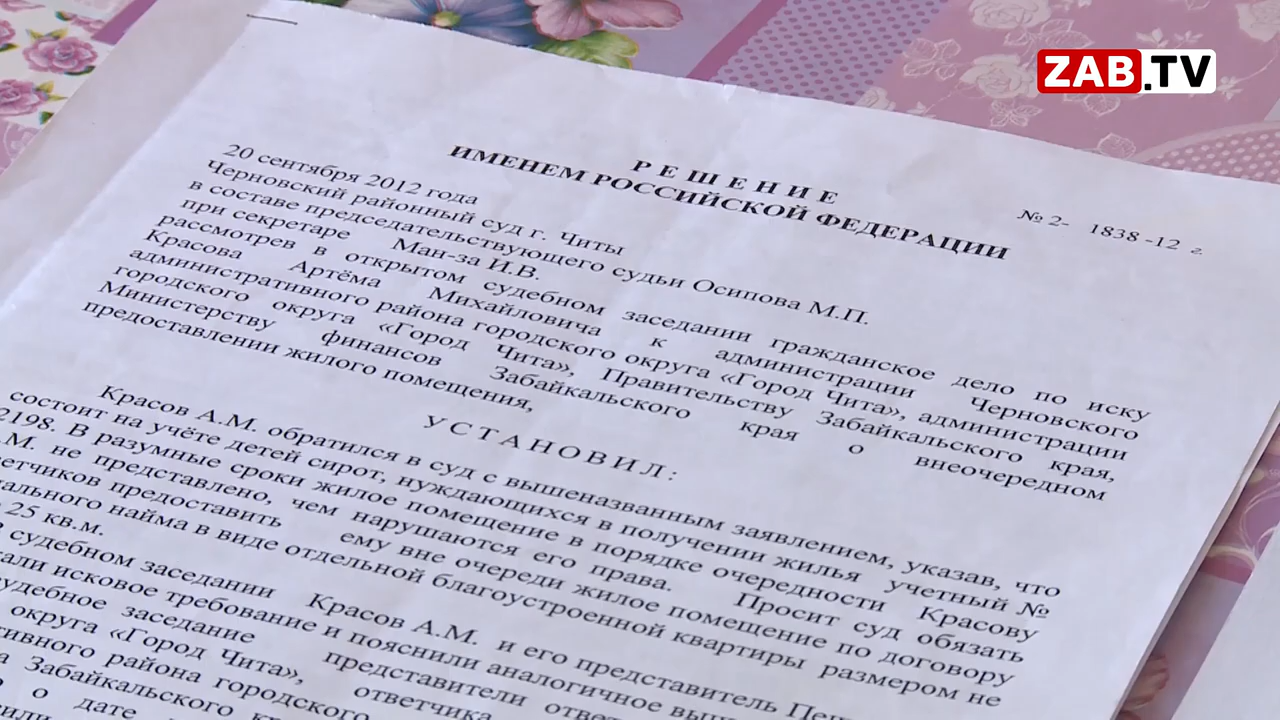 ZAB.TV
Р Е Ш Е Н И Е
ИМЕНЕМ РОССИЙСКОЙ ФЕДЕРАЦИИ
№ 2- 1838 -12 г.
20 сентября 2012 года
Черновский районный суд г. Читы
в составе председательствующего судьи Осипова М.П.
при секретаре Ман-за И.В.
рассмотрев в открытом судебном заседании гражданское дело по иску
Красова Артёма Михайловича к администрации Черновского
административного района городского округа «Город Чита», администрации
городского округа «Город Чита», Правительству Забайкальского края,
Министерству финансов Забайкальского края о внеочередном
предоставлении жилого помещения,
У С Т А Н О В И Л :
Красов А.М. обратился в суд с вышеназванным заявлением, указав, что
состоит на учёте детей сирот, нуждающихся в получении жилья учетный №
2198. В разумные сроки жилое помещение в порядке очередности Красову
А.М. не представлено, чем нарушаются его права. Просит суд обязать
предоставить ему вне очереди жилое помещение по договору
найма в виде отдельной благоустроенной квартиры размером не
25 кв.м.
судебном заседании Красов А.М. и его представитель
исковое требование и пояснили аналогичное
заседание представители
округа «Город Чита», ответчика
района городского
Забайкальского
о дате